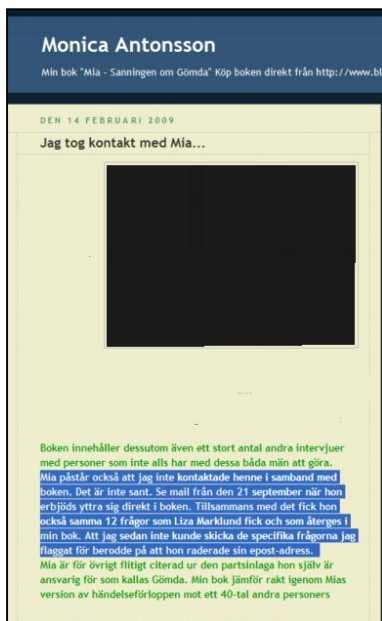 Monica Antonsson
Min bok "Mia - Sanningen om Gömda" Köp boken direkt från http://www.bl
DEN 14 FEBRUARI 2009
Jag tog kontakt med Mia...
Boken innehåller dessutom även ett stort antal andra intervjuer
med personer som inte alls har med dessa båda män att göra.
Mia påstår också att jag inte kontaktade henne i samband med
boken. Det är inte sant. Se mail från den 21 september när hon
erbjöds yttra sig direkt i boken. Tillsammans med det fick hon
också samma 12 frågor som Liza Marklund fick och som återges i
min bok. Att jag sedan inte kunde skicka de specifika frågorna jag
flaggat för berodde på att hon raderade sin epost-adress.
Mia är för övrigt flitigt citerad ur den partsinlaga hon själv är
ansvarig för som kallas Gömda. Min bok jämför rakt igenom Mias
version av händelseförloppen mot ett 40-tal andra personers